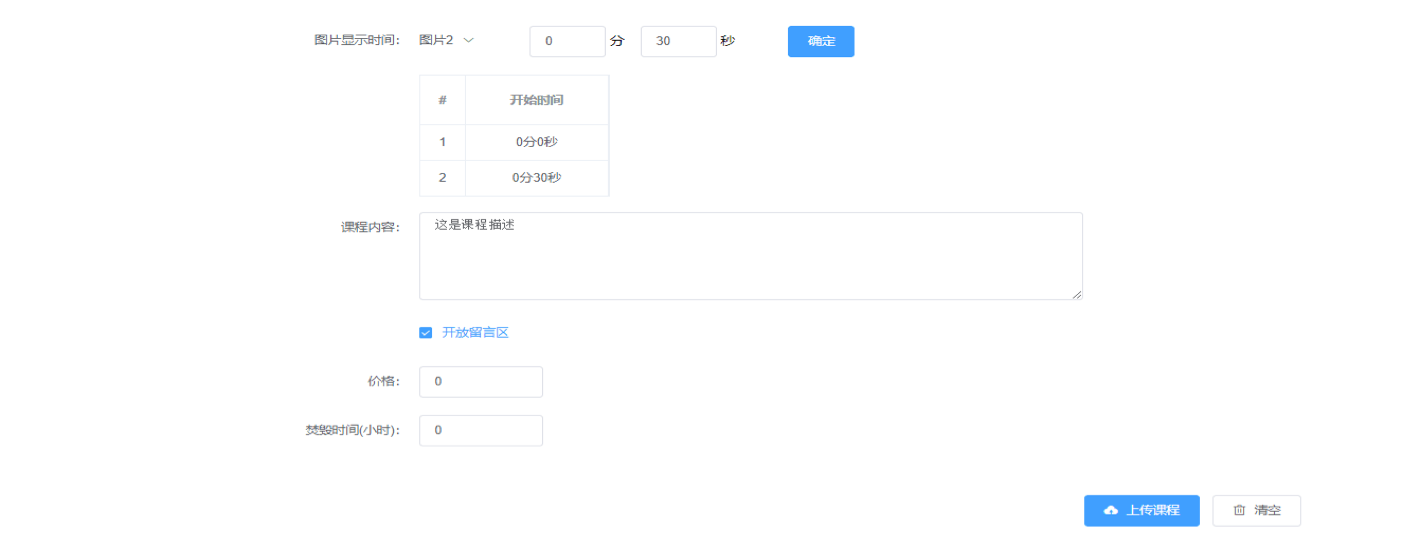 图片显示时间: 图片2 0 分 30 秒 确定
# 开始时间
1 0分0秒
2 0分30秒
课程内容: 这是课程描述
开放留言区
价格: 0
焚毁时间(小时): 0
上传课程 清空